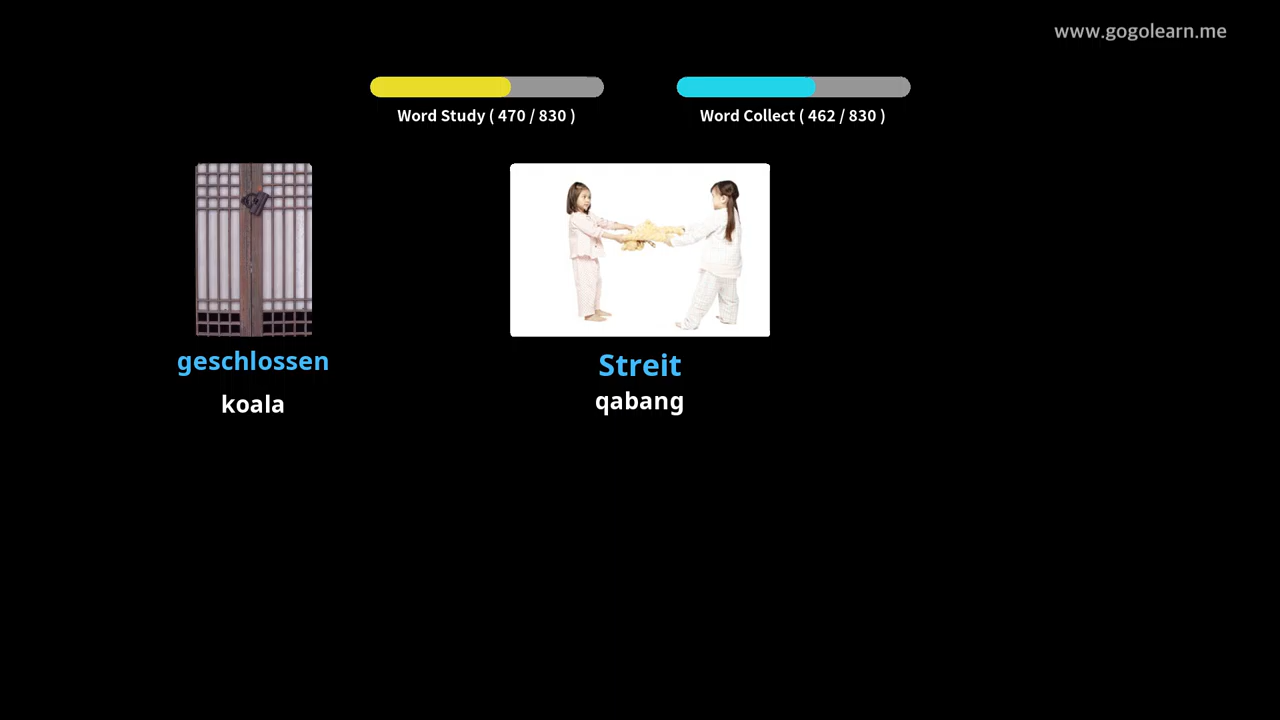 www.gogolearn.me
Word Study ( 470 / 830 )
Word Collect ( 462 / 830 )
geschlossen
koala
Streit
qabang